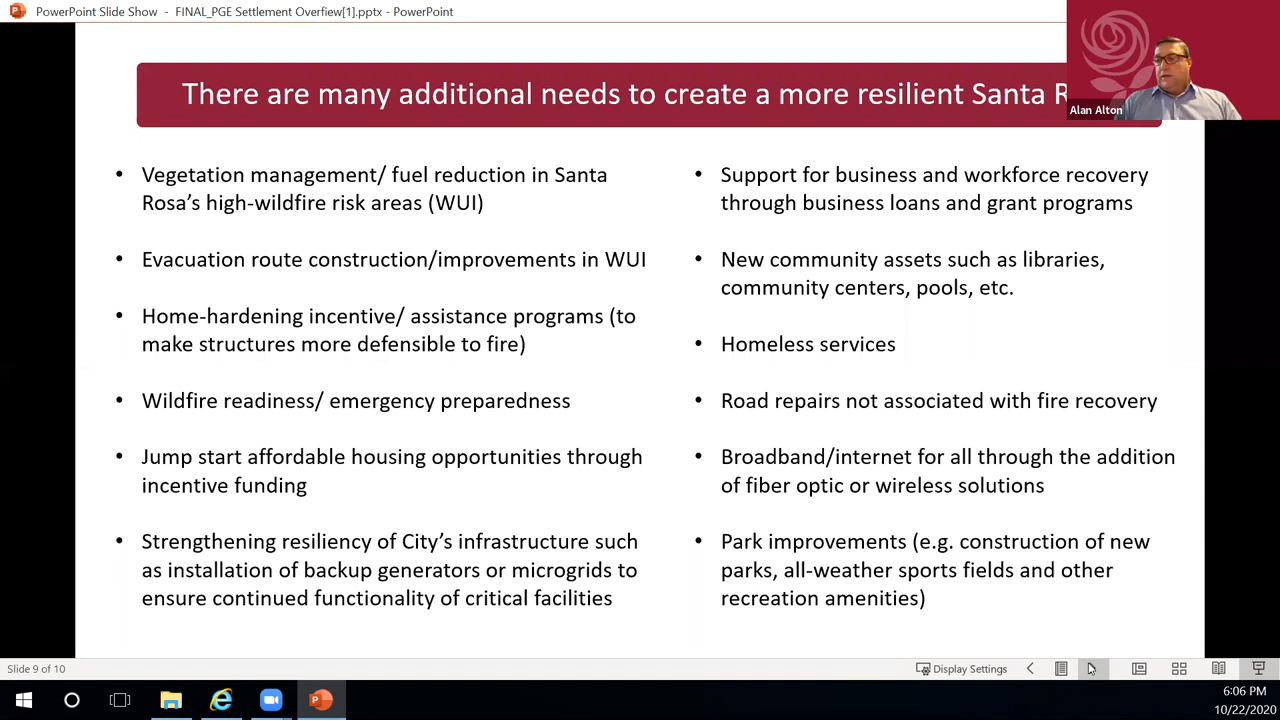 PowerPoint Slide Show - FINAL_PGE Settlement Overfiew[1].pptx - PowerPoint
There are many additional needs to create a more resilient Santa R
Alan Alton
• Vegetation management/ fuel reduction in Santa
Rosa's high-wildfire risk areas (WUI)
• Evacuation route construction/improvements in WUI
• Home-hardening incentive/ assistance programs (to
make structures more defensible to fire)
• Wildfire readiness/ emergency preparedness
• Jump start affordable housing opportunities through
incentive funding
• Strengthening resiliency of City's infrastructure such
as installation of backup generators or microgrids to
ensure continued functionality of critical facilities
• Support for business and workforce recovery
through business loans and grant programs
• New community assets such as libraries,
community centers, pools, etc.
• Homeless services
• Road repairs not associated with fire recovery
• Broadband/internet for all through the addition
of fiber optic or wireless solutions
• Park improvements (e.g. construction of new
parks, all-weather sports fields and other
recreation amenities)
Slide 9 of 10
Display Settings
6:06 PM
10/22/2020